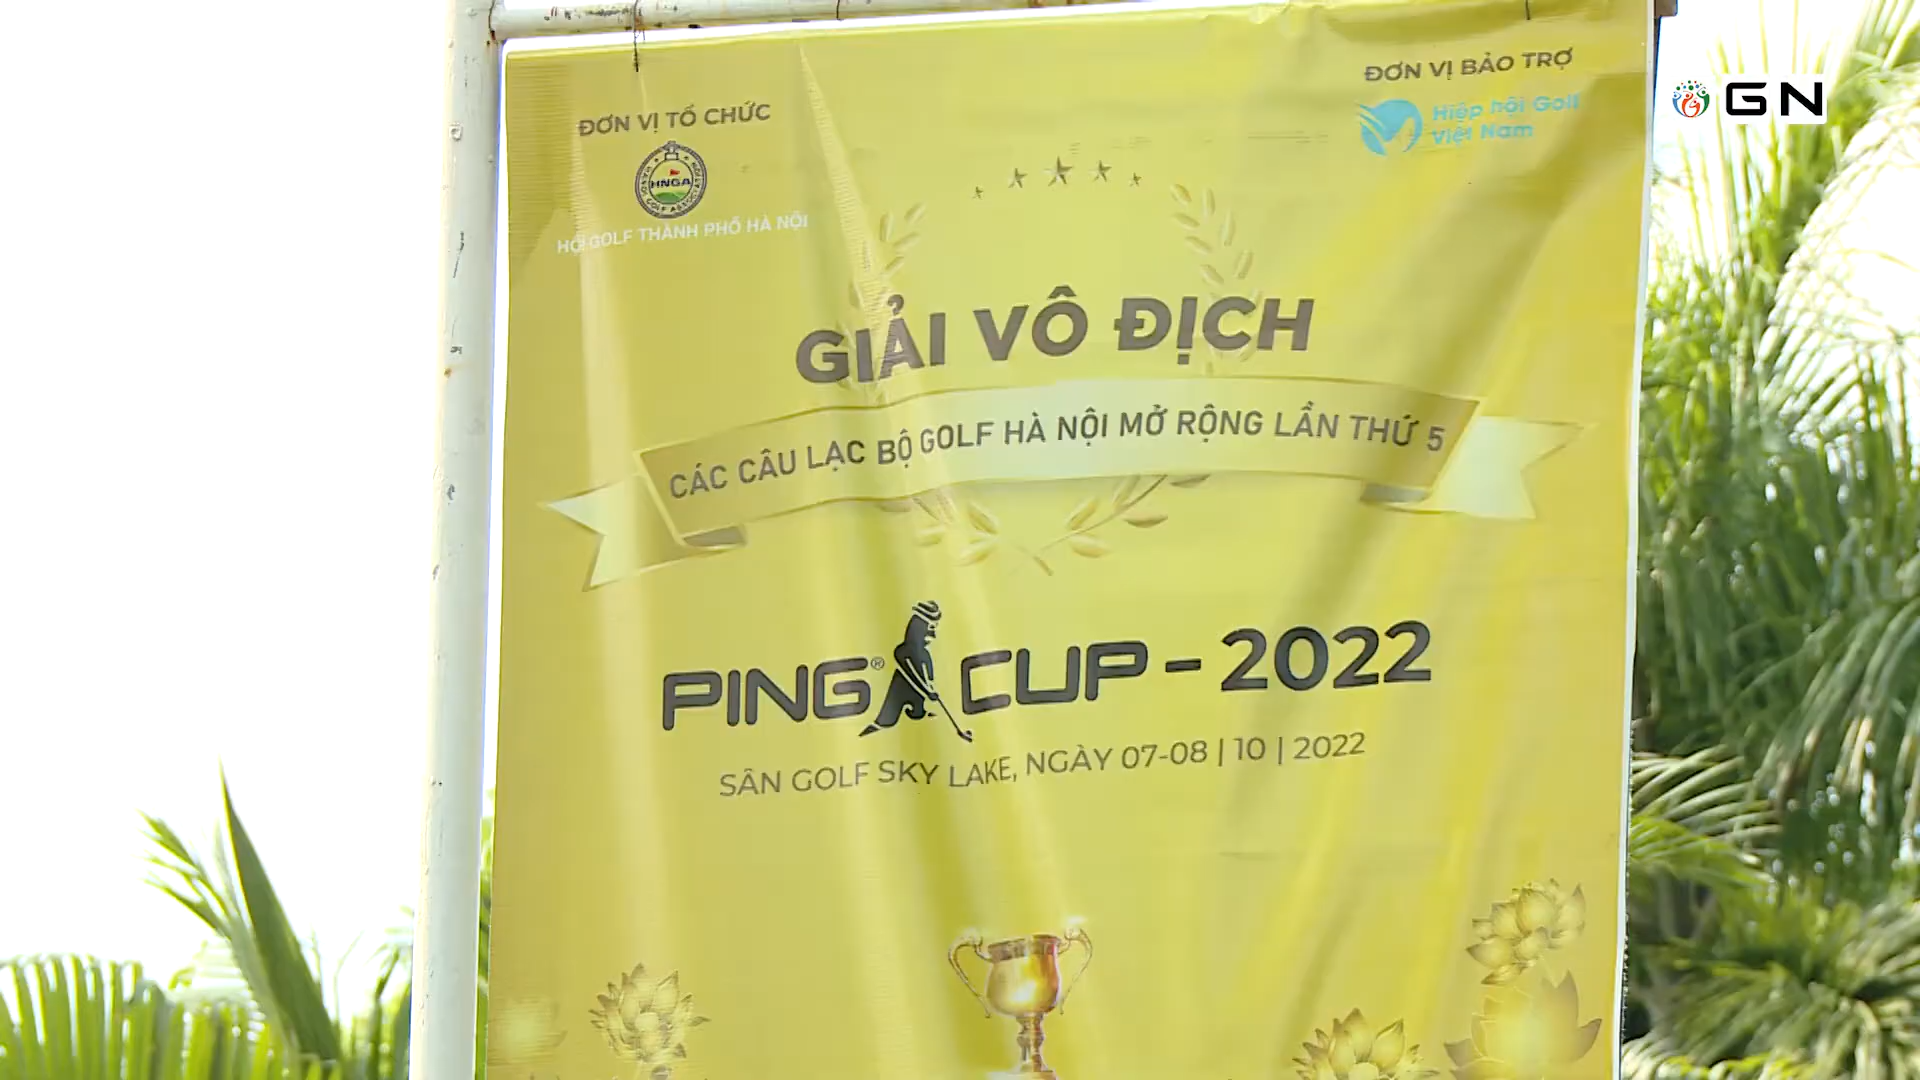 ĐƠN VỊ TỔ CHỨC
HNGA
HỘI GOLF THÀNH PHỐ HÀ NỘI
ĐƠN VỊ BẢO TRỢ
Hiệp hội Golf
Việt Nam
GN
GIẢI VÔ ĐỊCH
CÁC CÂU LẠC BỘ GOLF HÀ NỘI MỞ RỘNG LẦN THỨ 5
PING® CUP - 2022
SÂN GOLF SKY LAKE, NGÀY 07-08 | 10 | 2022